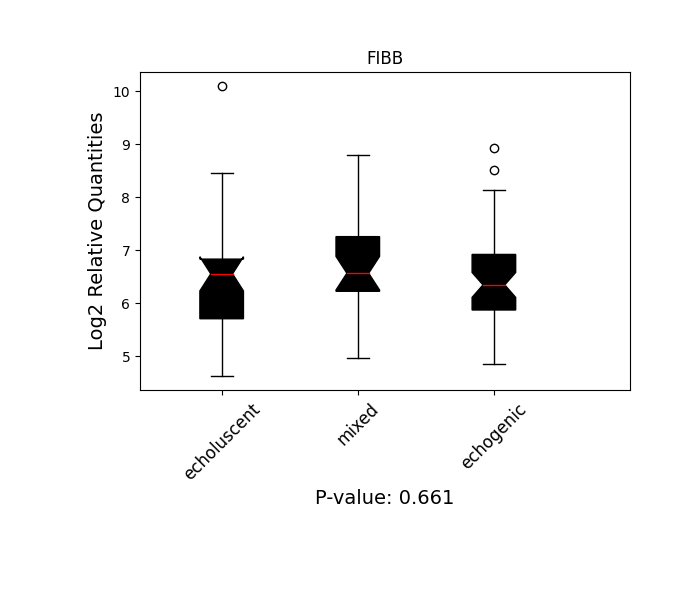 FIBB
Log2 Relative Quantities
10
9
8
7
6
5
echoluscent
mixed
echogenic
P-value: 0.661